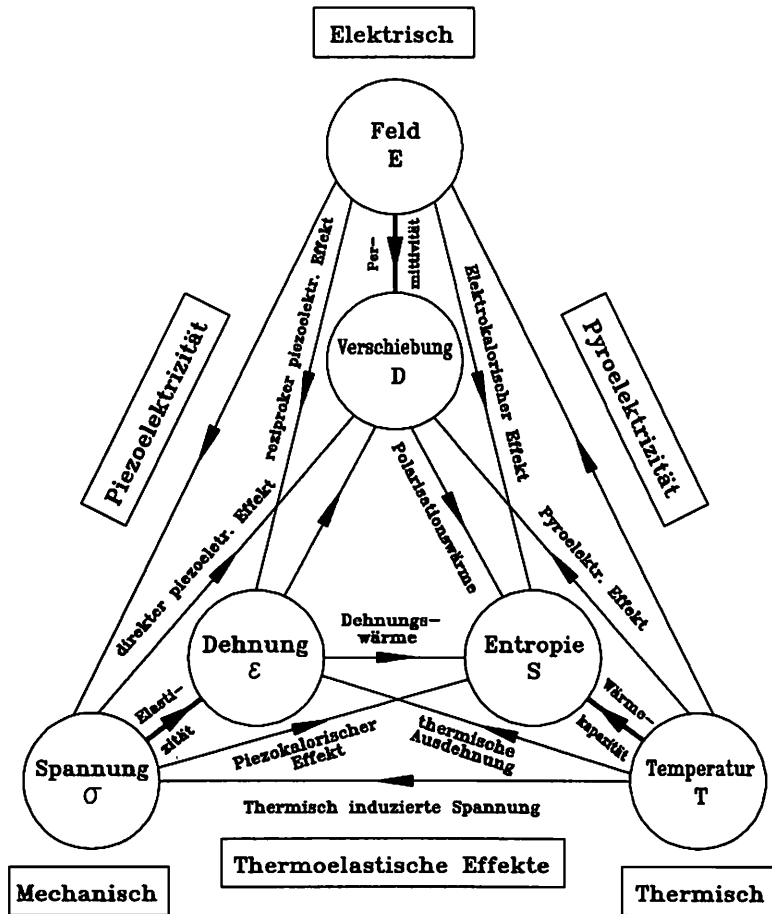 Elektrisch
Feld
E
Per-
mittivität
reziproker piezoelektr. Effekt
Elektrokalorischer Effekt
Piezoelektrizität
Pyroelektrizität
Verschiebung
D
direkter piezoeletr. Effekt
Polarisationswärme
Pyroelektr. Effekt
Dehnung
ε
Dehnungs-
wärme
Entropie
S
Elasti-
zität
Wärme-
kapazität
Piezokalorischer
Effekt
thermische
Ausdehnung
Spannung
σ
Temperatur
T
Thermisch induzierte Spannung
Thermoelastische Effekte
Mechanisch
Thermisch